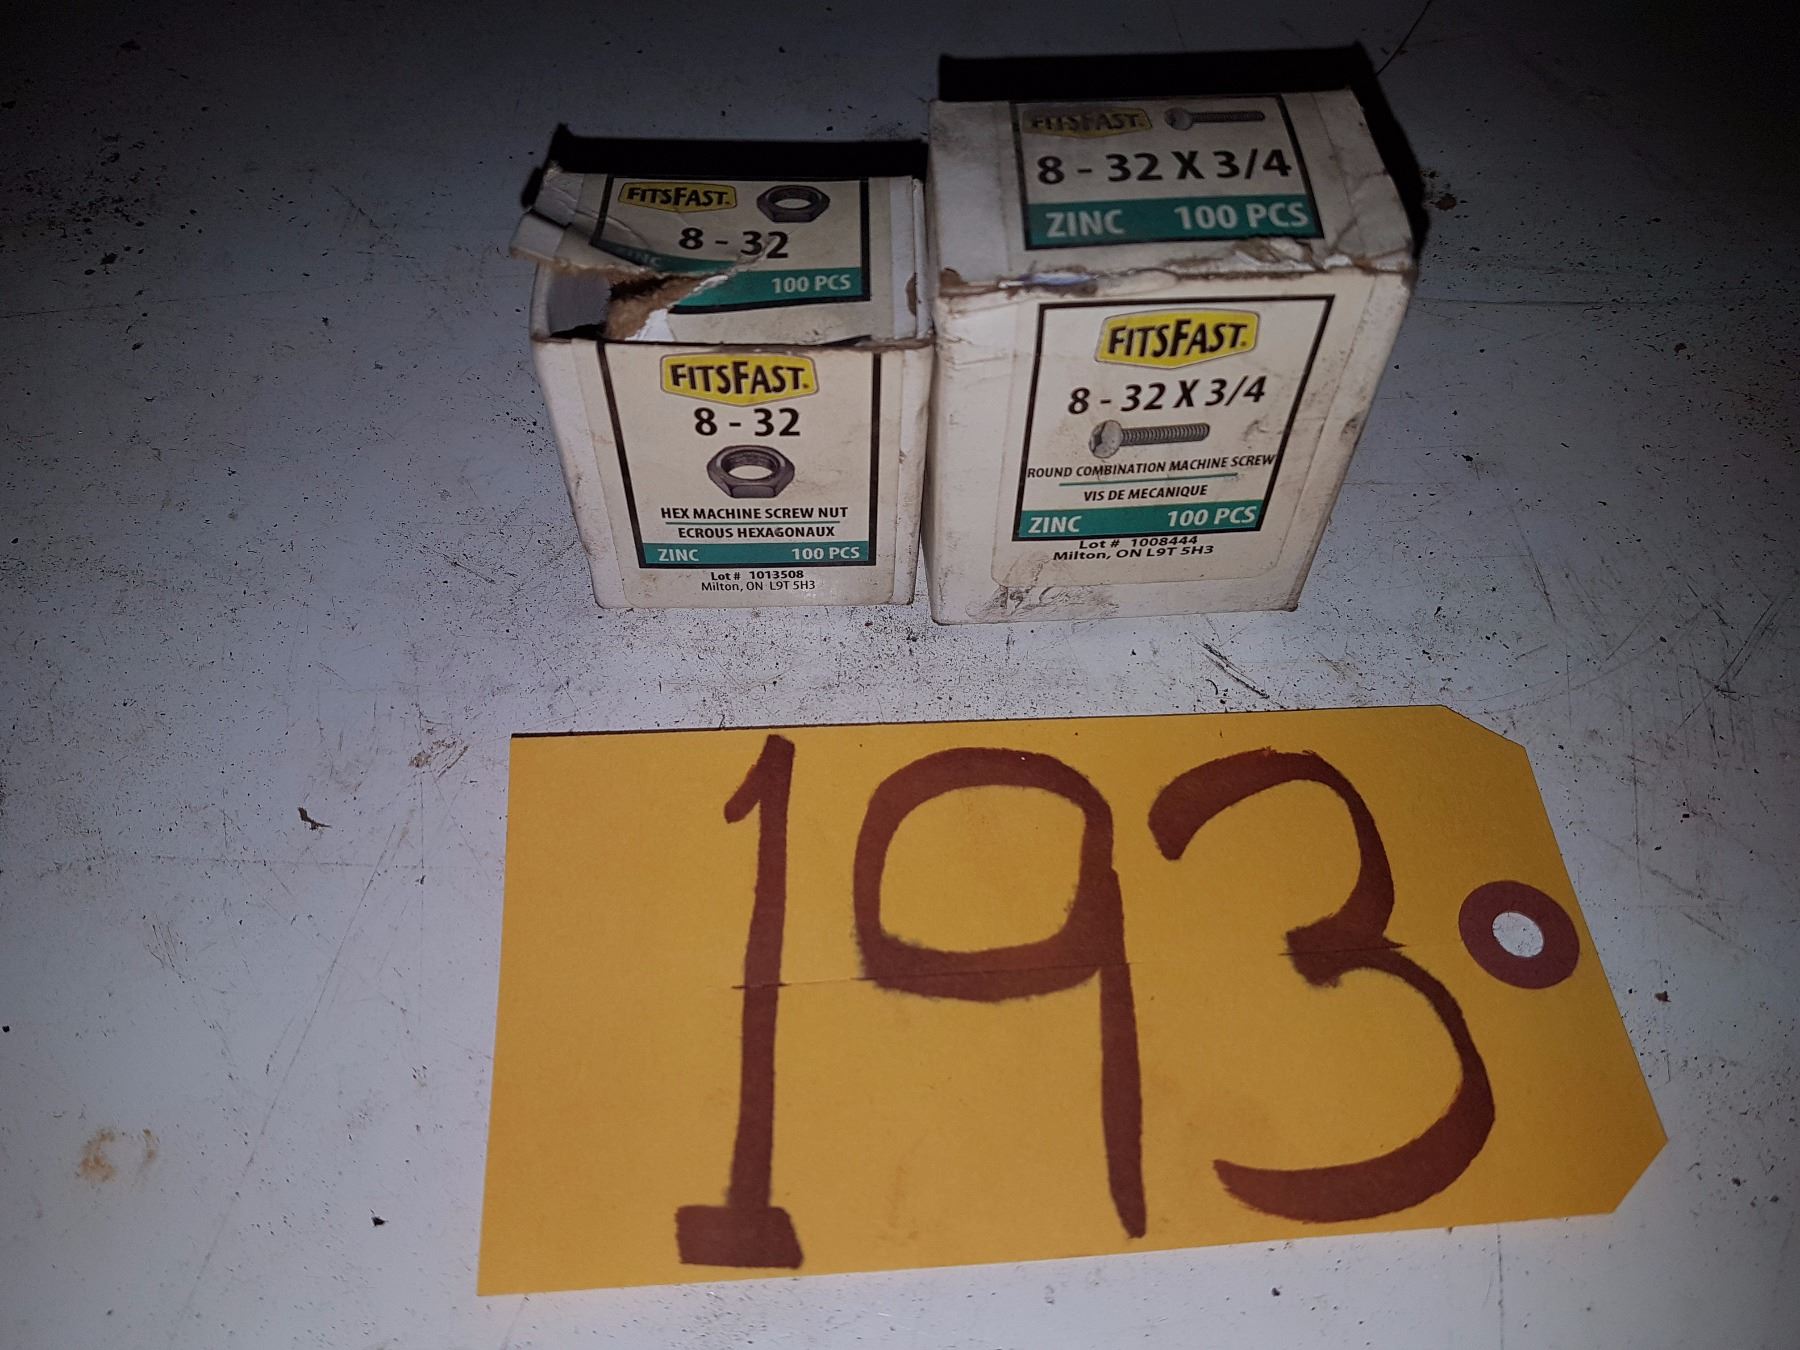 FITSFAST.
8 - 32
ZINC 100 PCS
FITSFAST.
8 - 32
HEX MACHINE SCREW NUT
ECROUS HEXAGONAUX
ZINC 100 PCS
Lot # 1013508
Milton, ON L9T 5H3
FITSFAST.
8 - 32 X 3/4
ZINC 100 PCS
FITSFAST.
8 - 32 X 3/4
ROUND COMBINATION MACHINE SCREW
VIS DE MECANIQUE
ZINC 100 PCS
Lot # 1008444
Milton, ON L9T 5H3
193